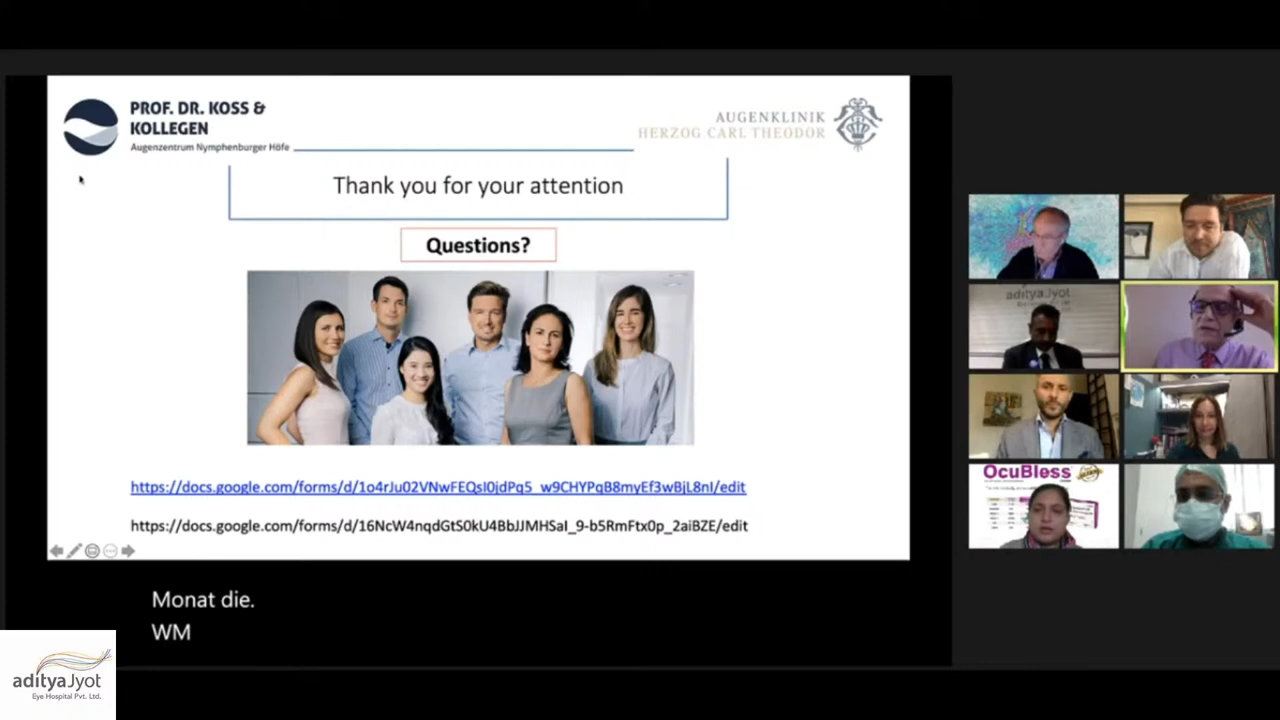 PROF. DR. KOSS &
KOLLEGEN
Augenzentrum Nymphenburger Höfe
AUGENKLINIK
HERZOG CARL THEODOR
Thank you for your attention
Questions?
https://docs.google.com/forms/d/1o4rJu02VNwFEQsI0jdPq5_w9CHYPqB8myEf3wBjL8nI/edit
https://docs.google.com/forms/d/16NcW4nqdGtS0kU4BbJJMHSaI_9-b5RmFtx0p_2aiBZE/edit
Monat die.
WM
adityaJyot
OcuBless
adityaJyot
Eye Hospital Pvt. Ltd.